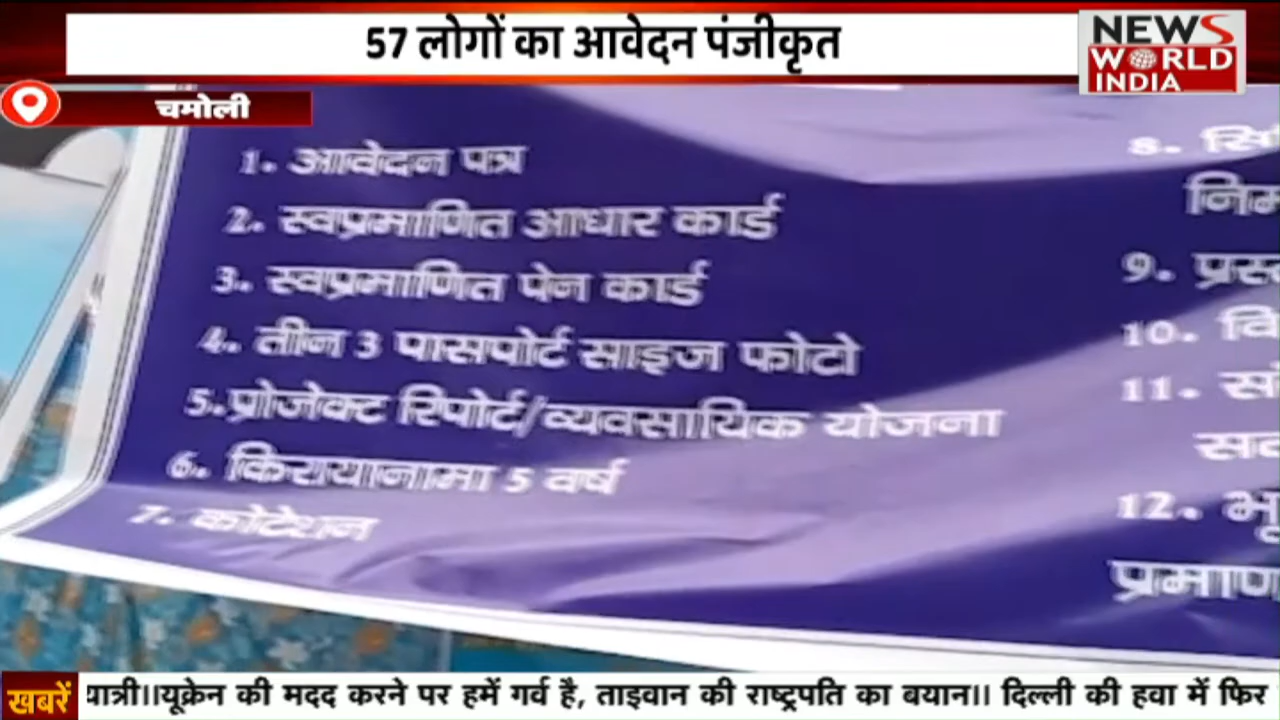 57 लोगों का आवेदन पंजीकृत
NEWS
WORLD
INDIA
चमोली
1. आवेदन पत्र
2. स्वप्रमाणित आधार कार्ड
3. स्वप्रमाणित पेन कार्ड
4. तीन 3 पासपोर्ट साइज फोटो
5.प्रोजेक्ट रिपोर्ट/व्यवसायिक योजना
6. किरायानामा 5 वर्ष
7. कोटेशन
8.
9.
10.
11.
12.
खबरें
यात्री।।यूक्रेन की मदद करने पर हमें गर्व है, ताइवान की राष्ट्रपति का बयान।। दिल्ली की हवा में फिर